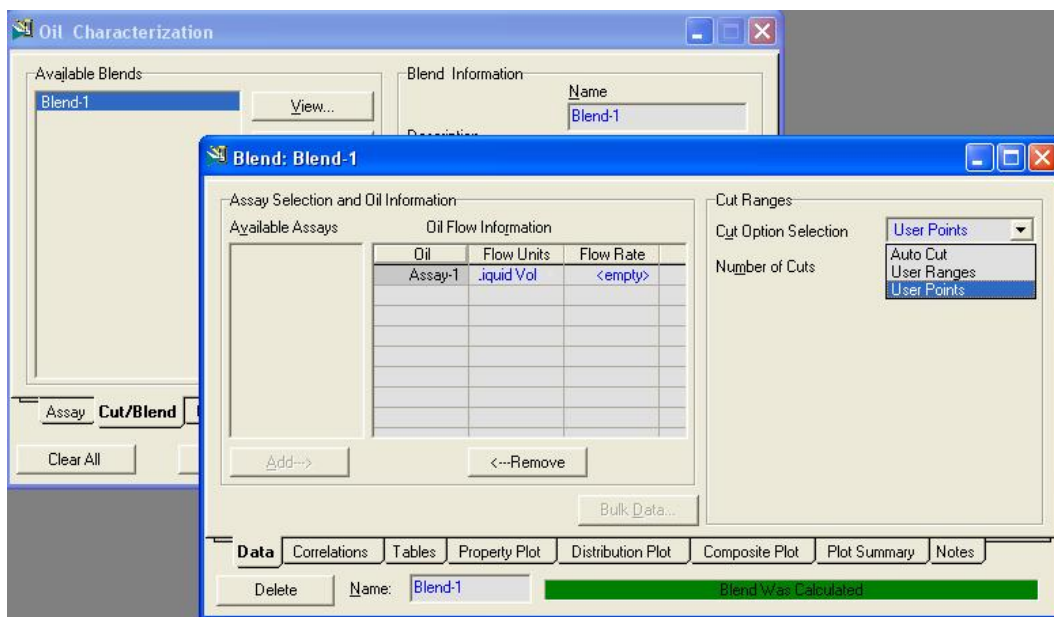 Oil Characterization
Available Blends
Blend-1
View...
Blend Information
Name
Blend-1
Blend: Blend-1
Assay Selection and Oil Information
Available Assays
Oil Flow Information
Oil Flow Units Flow Rate
Assay-1 .iquid Vol <empty>
Add--->
<---Remove
Bulk Data...
Cut Ranges
Cut Option Selection User Points
Auto Cut
User Ranges
User Points
Number of Cuts
Assay Cut/Blend
Clear All
Data Correlations Tables Property Plot Distribution Plot Composite Plot Plot Summary Notes
Delete Name: Blend-1 Blend Was Calculated